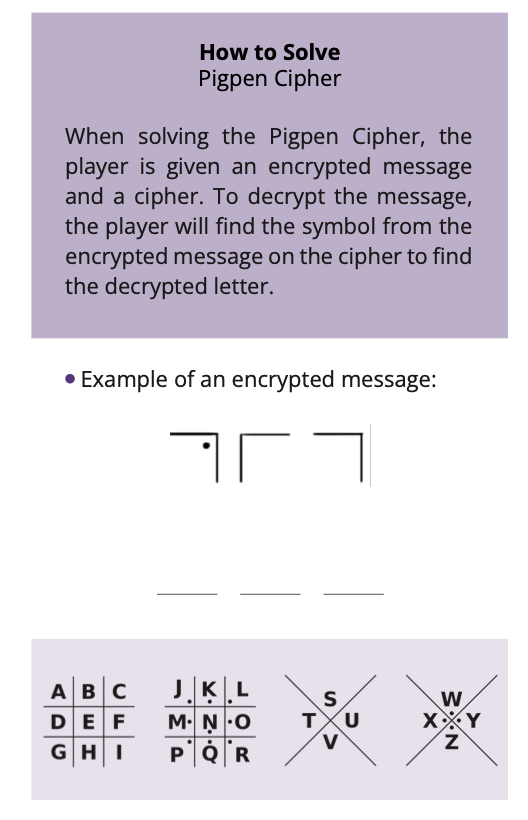 How to Solve
Pigpen Cipher
When solving the Pigpen Cipher, the
player is given an encrypted message
and a cipher. To decrypt the message,
the player will find the symbol from the
encrypted message on the cipher to find
the decrypted letter.
• Example of an encrypted message:
A B C J K L S W
D E F M N O T U X Y
G H I P Q R V Z